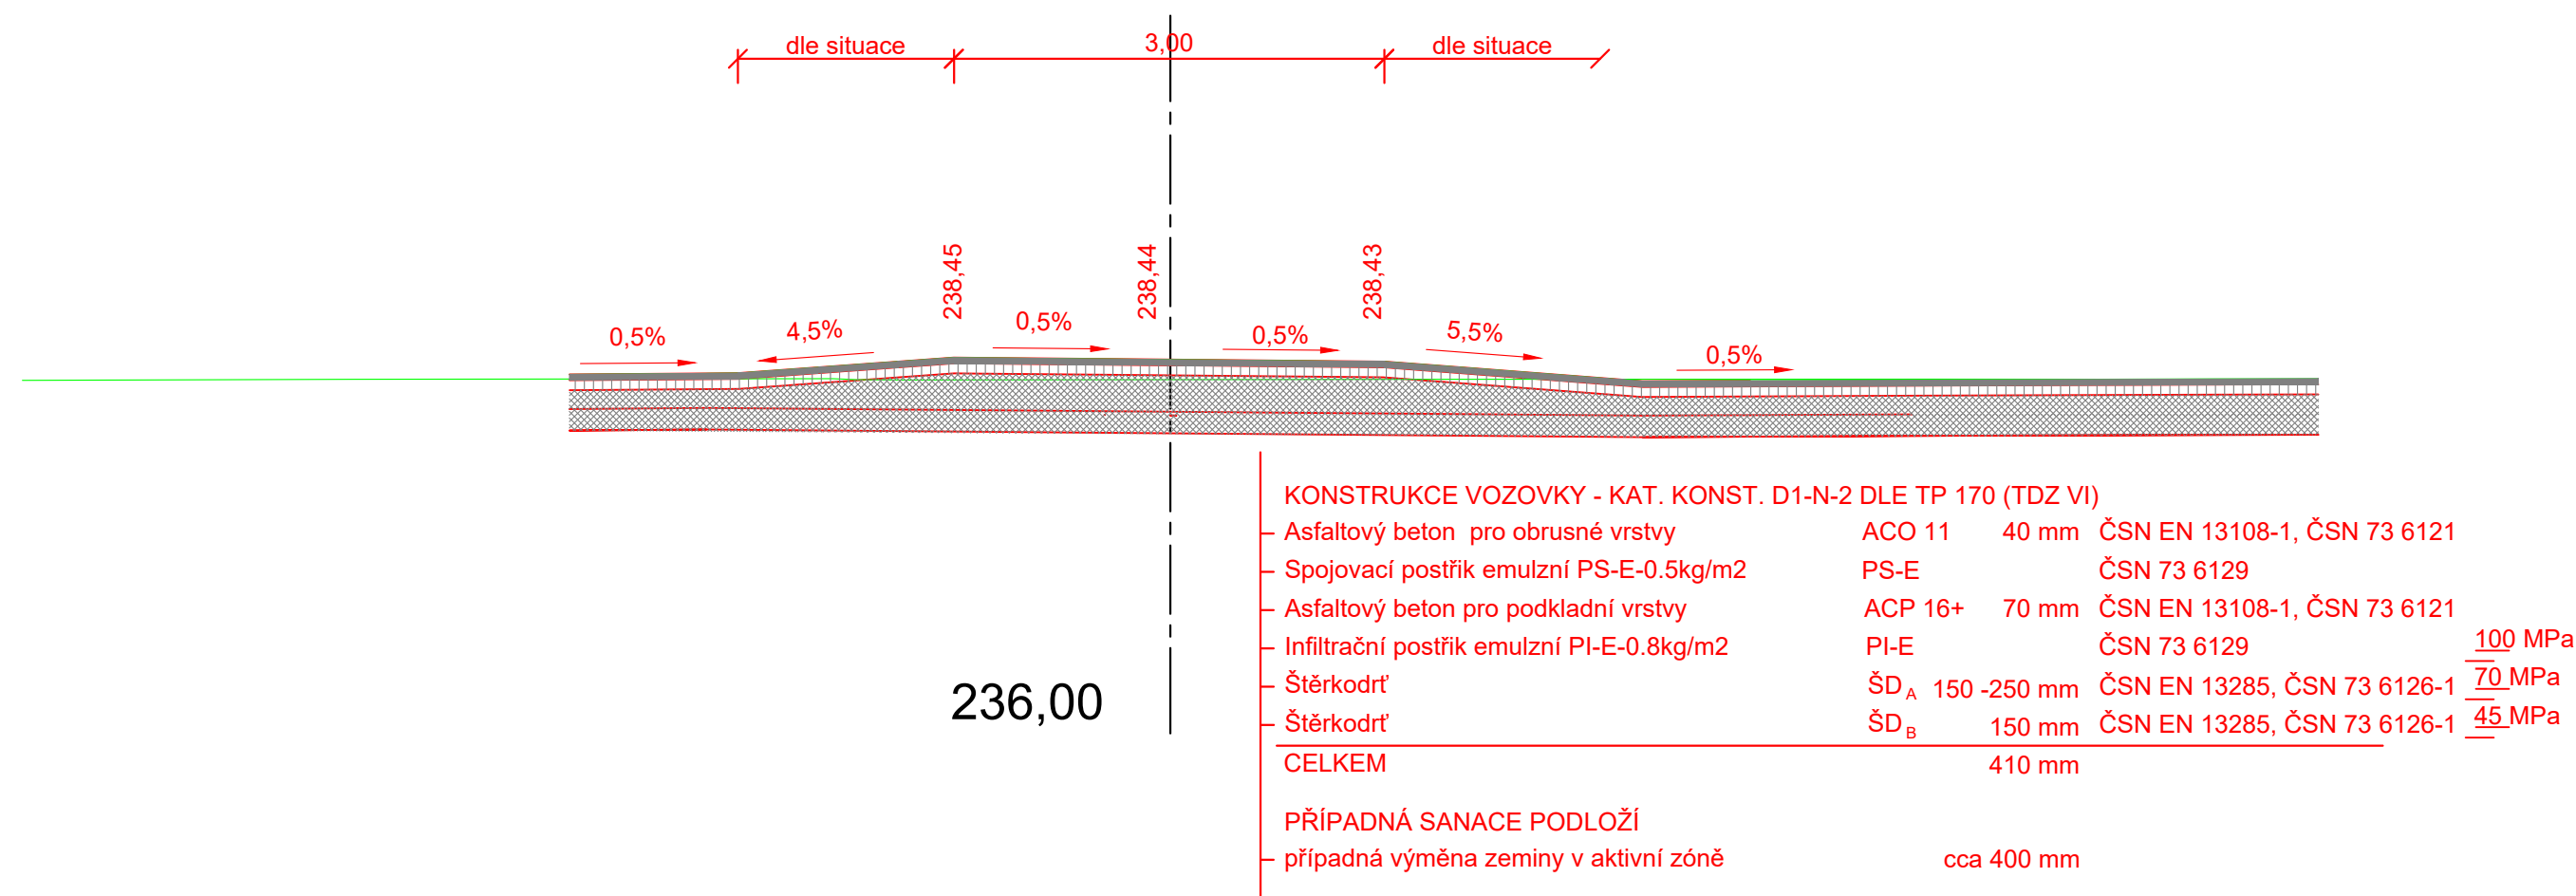 dle situace 3,00 dle situace
238,45 238,44 238,43
0,5% 4,5% 0,5% 0,5% 5,5% 0,5%
KONSTRUKCE VOZOVKY - KAT. KONST. D1-N-2 DLE TP 170 (TDZ VI)
Asfaltový beton pro obrusné vrstvy ACO 11 40 mm ČSN EN 13108-1, ČSN 73 6121
Spojovací postřik emulzní PS-E-0.5kg/m2 PS-E ČSN 73 6129
Asfaltový beton pro podkladní vrstvy ACP 16+ 70 mm ČSN EN 13108-1, ČSN 73 6121
Infiltrační postřik emulzní PI-E-0.8kg/m2 PI-E ČSN 73 6129 100 MPa
Štěrkodrť ŠD A 150 -250 mm ČSN EN 13285, ČSN 73 6126-1 70 MPa
Štěrkodrť ŠD B 150 mm ČSN EN 13285, ČSN 73 6126-1 45 MPa
236,00
CELKEM 410 mm
PŘÍPADNÁ SANACE PODLOŽÍ
případná výměna zeminy v aktivní zóně cca 400 mm